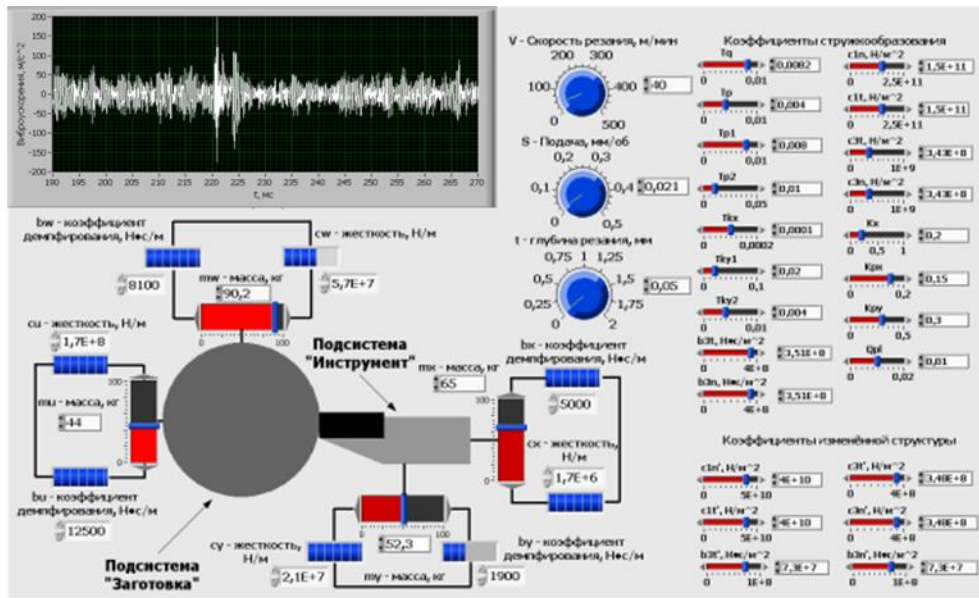 Виброускорения, м/с^2
200
150
100
50
0
-50
-100
-150
-200
190 195 200 205 210 215 220 225 230 235 240 245 250 255 260 265 270
t, мс
V - Скорость резания, м/мин
200 300
100 400
0 500
40
S - Подача, мм/об
0,2 0,3
0,1 0,4
0 0,5
0,021
t - глубина резания, мм
0,75 1 1,25
0,5 1,5
0,25 1,75
0 2
0,05
Коэффициенты стружкообразования
Tq
0,0082
0 0,01
Tp
0,004
0 0,01
Tp1
0,008
0 0,01
Tp2
0,01
0 0,05
Tkx
0,0001
0 0,0002
Tky1
0,02
0 0,1
Tky2
0,004
0 0,01
b3t, Н•с/м^2
3,51E+8
0 4E+8
b3n, Н•с/м^2
3,51E+8
0 4E+8
c1n, Н/м^2
1,5E+11
0 2,5E+11
c1t, Н/м^2
1,5E+11
0 2,5E+11
c3t, Н/м^2
3,43E+8
0 1E+9
c3n, Н/м^2
3,43E+8
0 1E+9
Kx
0,2
0 0,5 1
Kpx
0,15
0 0,2
Kpy
0,3
0 0,5
Qpl
0,01
0 0,02
bw - коэффициент
демпфирования, Н•с/м
8100
cw - жесткость, Н/м
5,7E+7
mw - масса, кг
90,2
0 100
cu - жесткость, Н/м
1,7E+8
mu - масса, кг
44
100
0
bu - коэффициент
демпфирования, Н•с/м
12500
Подсистема
"Заготовка"
Подсистема
"Инструмент"
mx - масса, кг
65
100
0
bx - коэффициент
демпфирования, Н•с/м
5000
cx - жесткость,
Н/м
1,7E+6
0 100
52,3
cy - жесткость,
Н/м
2,1E+7
my - масса, кг
by - коэффициент
демпфирования, Н•с/м
1900
Коэффициенты изменённой структуры
c1n', Н/м^2
4E+10
0 5E+10
c1t', Н/м^2
4E+10
0 5E+10
b3t', Н•с/м^2
7,3E+7
0 1E+8
c3t', Н/м^2
3,48E+8
0 4E+8
c3n', Н/м^2
3,48E+8
0 4E+8
b3n', Н•с/м^2
7,3E+7
0 1E+8